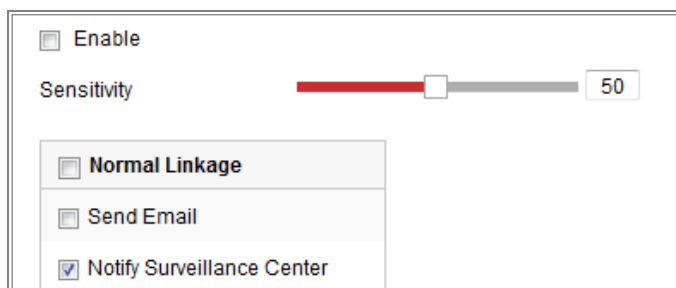 Enable
Sensitivity 50
Normal Linkage
Send Email
Notify Surveillance Center